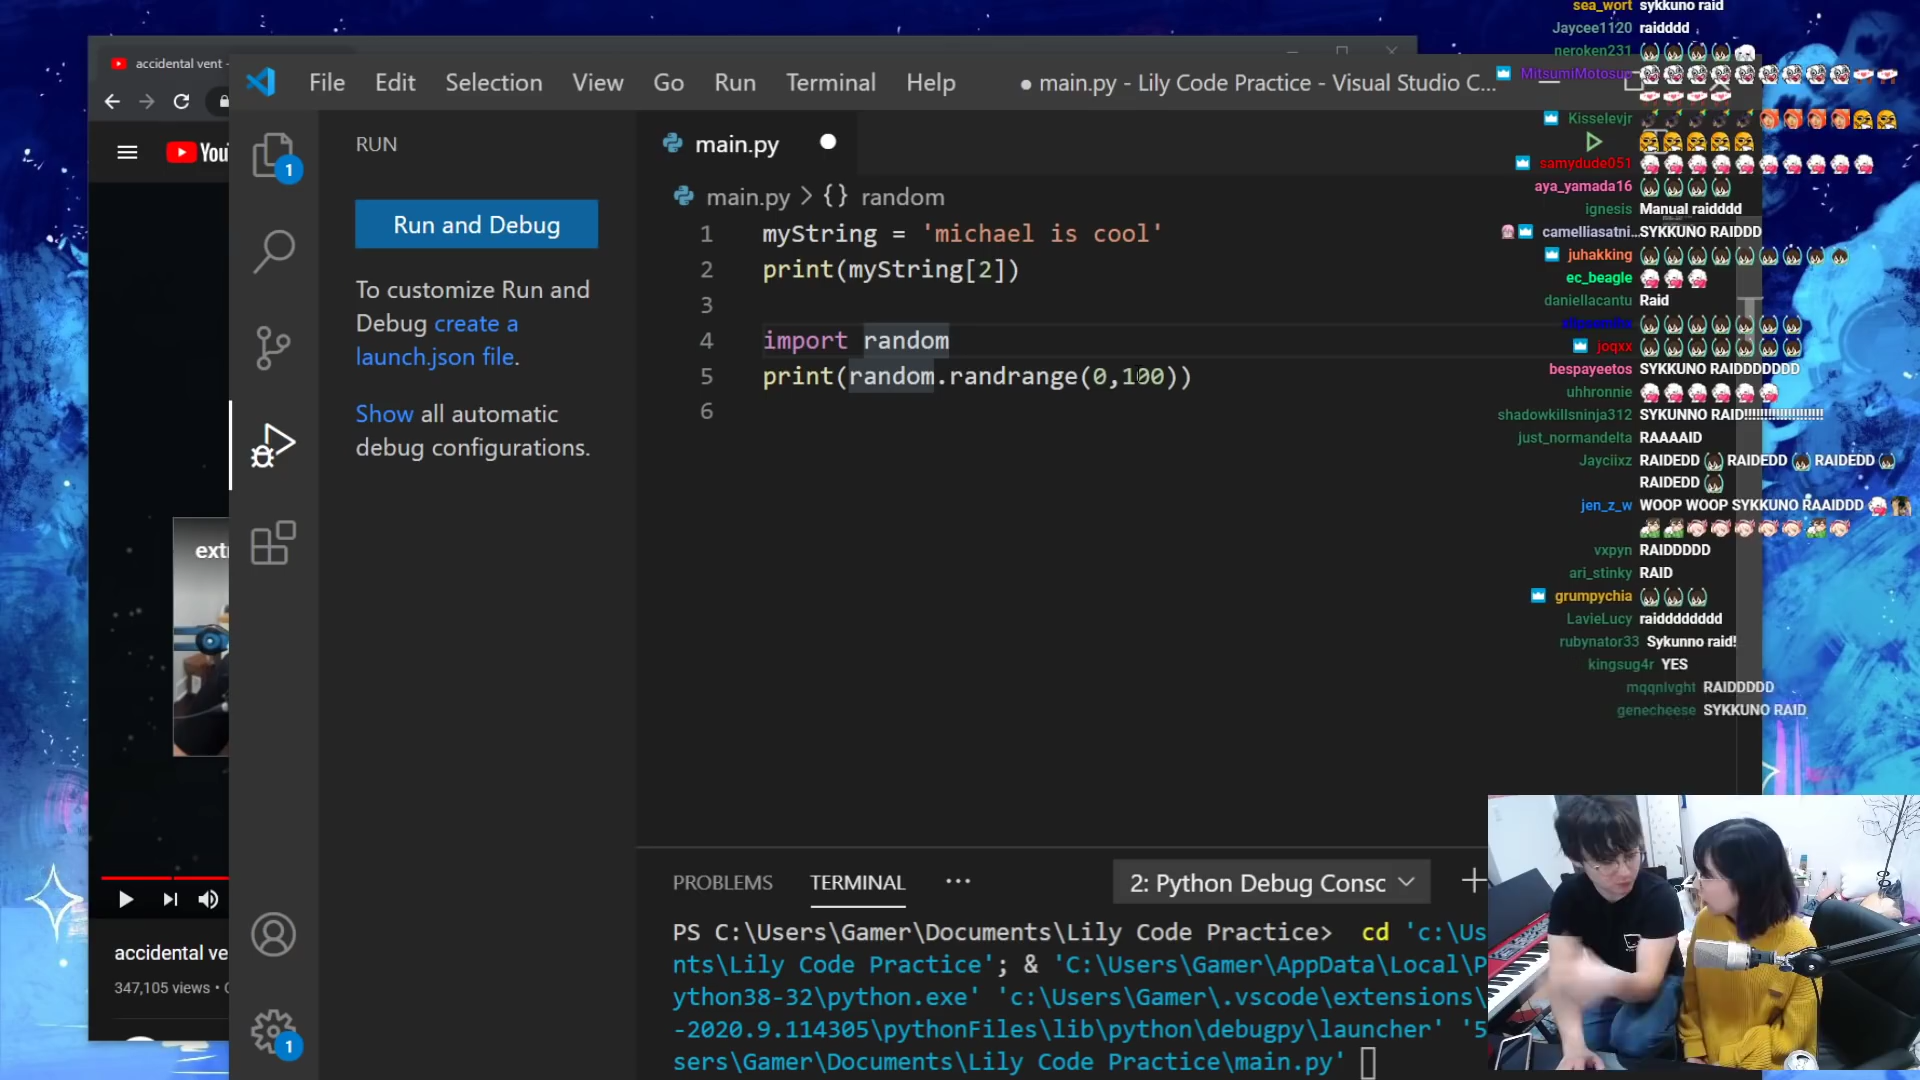 accidental vent -
You
extr
accidental ve
347,105 views •
File Edit Selection View Go Run Terminal Help
● main.py - Lily Code Practice - Visual Studio C...
RUN
Run and Debug
To customize Run and
Debug create a
launch.json file.
Show all automatic
debug configurations.
1
1
main.py
main.py > {} random
1 myString = 'michael is cool'
2 print(myString[2])
3
4 import random
5 print(random.randrange(0,100))
6
PROBLEMS TERMINAL ...
2: Python Debug Consc
PS C:\Users\Gamer\Documents\Lily Code Practice> cd 'c:\Us
nts\Lily Code Practice'; & 'C:\Users\Gamer\AppData\Local\P
ython38-32\python.exe' 'c:\Users\Gamer\.vscode\extensions\
-2020.9.114305\pythonFiles\lib\python\debugpy\launcher' '5
sers\Gamer\Documents\Lily Code Practice\main.py'
sea_wort sykkuno raid
Jaycee1120 raidddd
neroken231
MitsumiMotosup
Kisselevjr
samydude051
aya_yamada16
ignesis Manual raidddd
camelliasatni... SYKKUNO RAIDDD
juhakking
ec_beagle
daniellacantu Raid
joqxx
bespayeetos SYKKUNO RAIDDDDDDD
uhhronnie
shadowkillsninja312 SYKUNNO RAID!!!!!!!!!!!!!!!!!!!!
just_normandelta RAAAAID
Jayciixz RAIDEDD RAIDEDD RAIDEDD
RAIDEDD
jen_z_w WOOP WOOP SYKKUNO RAAIDDD
vxpyn RAIDDDDD
ari_stinky RAID
grumpychia
LavieLucy raidddddddd
rubynator33 Sykunno raid!
kingsug4r YES
mqqnlvght RAIDDDDD
genecheese SYKKUNO RAID